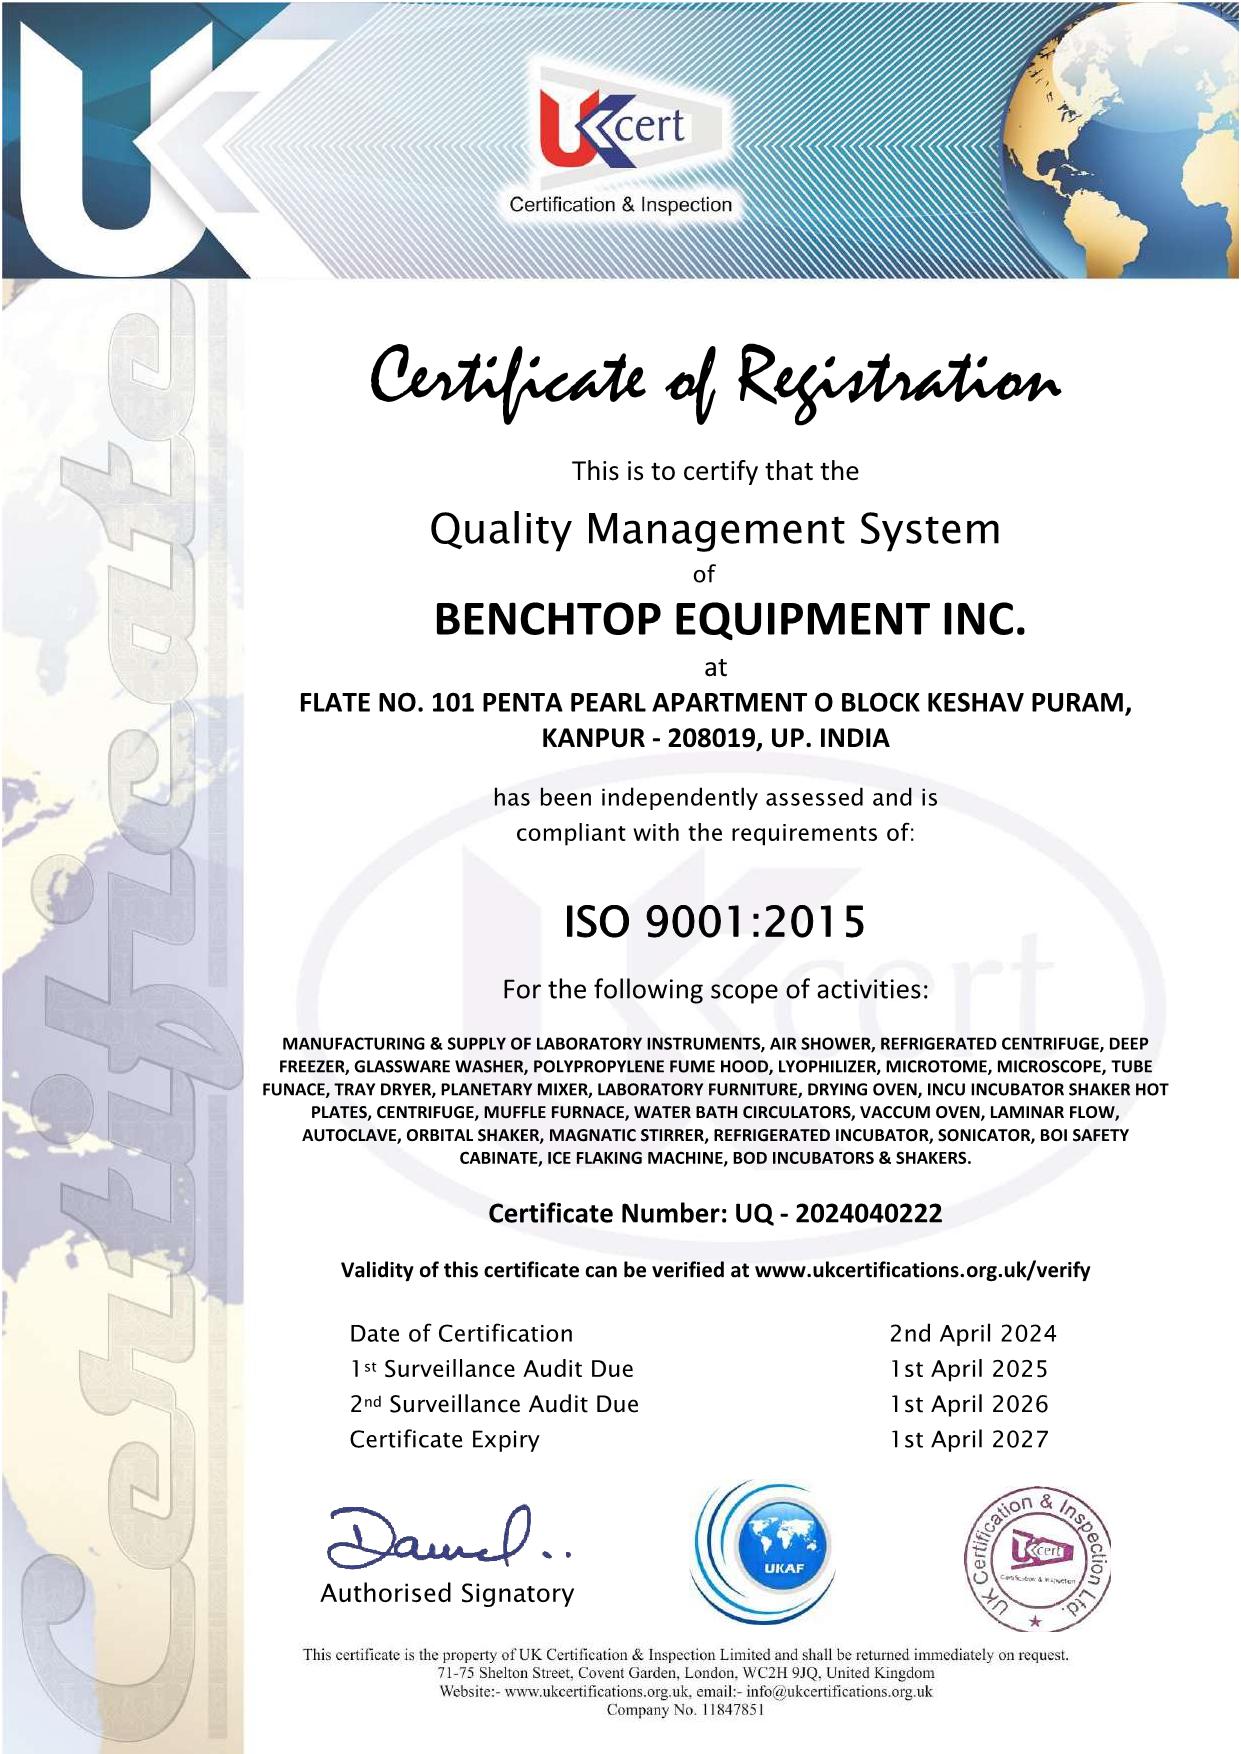 UK
UKcert
Certification & Inspection
Certificate
Certificate of Registration
This is to certify that the
Quality Management System
of
BENCHTOP EQUIPMENT INC.
at
FLATE NO. 101 PENTA PEARL APARTMENT O BLOCK KESHAV PURAM,
KANPUR - 208019, UP. INDIA
has been independently assessed and is
compliant with the requirements of:
ISO 9001:2015
For the following scope of activities:
MANUFACTURING & SUPPLY OF LABORATORY INSTRUMENTS, AIR SHOWER, REFRIGERATED CENTRIFUGE, DEEP
FREEZER, GLASSWARE WASHER, POLYPROPYLENE FUME HOOD, LYOPHILIZER, MICROTOME, MICROSCOPE, TUBE
FUNACE, TRAY DRYER, PLANETARY MIXER, LABORATORY FURNITURE, DRYING OVEN, INCU INCUBATOR SHAKER HOT
PLATES, CENTRIFUGE, MUFFLE FURNACE, WATER BATH CIRCULATORS, VACCUM OVEN, LAMINAR FLOW,
AUTOCLAVE, ORBITAL SHAKER, MAGNATIC STIRRER, REFRIGERATED INCUBATOR, SONICATOR, BOI SAFETY
CABINATE, ICE FLAKING MACHINE, BOD INCUBATORS & SHAKERS.
Certificate Number: UQ - 2024040222
Validity of this certificate can be verified at www.ukcertifications.org.uk/verify
Date of Certification 2nd April 2024
1st Surveillance Audit Due 1st April 2025
2nd Surveillance Audit Due 1st April 2026
Certificate Expiry 1st April 2027
Authorised Signatory
UKAF
UK Certification & Inspection Ltd.
UKcert
Certification & Inspection
This certificate is the property of UK Certification & Inspection Limited and shall be returned immediately on request.
71-75 Shelton Street, Covent Garden, London, WC2H 9JQ, United Kingdom
Website:- www.ukcertifications.org.uk, email:- info@ukcertifications.org.uk
Company No. 11847851